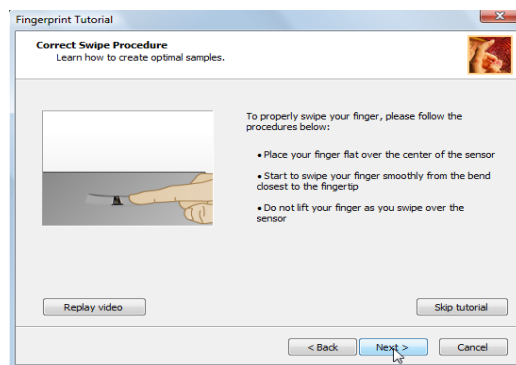 Fingerprint Tutorial
Correct Swipe Procedure
Learn how to create optimal samples.
To properly swipe your finger, please follow the
procedures below:
• Place your finger flat over the center of the sensor
• Start to swipe your finger smoothly from the bend
closest to the fingertip
• Do not lift your finger as you swipe over the
sensor
Replay video
Skip tutorial
< Back
Next >
Cancel